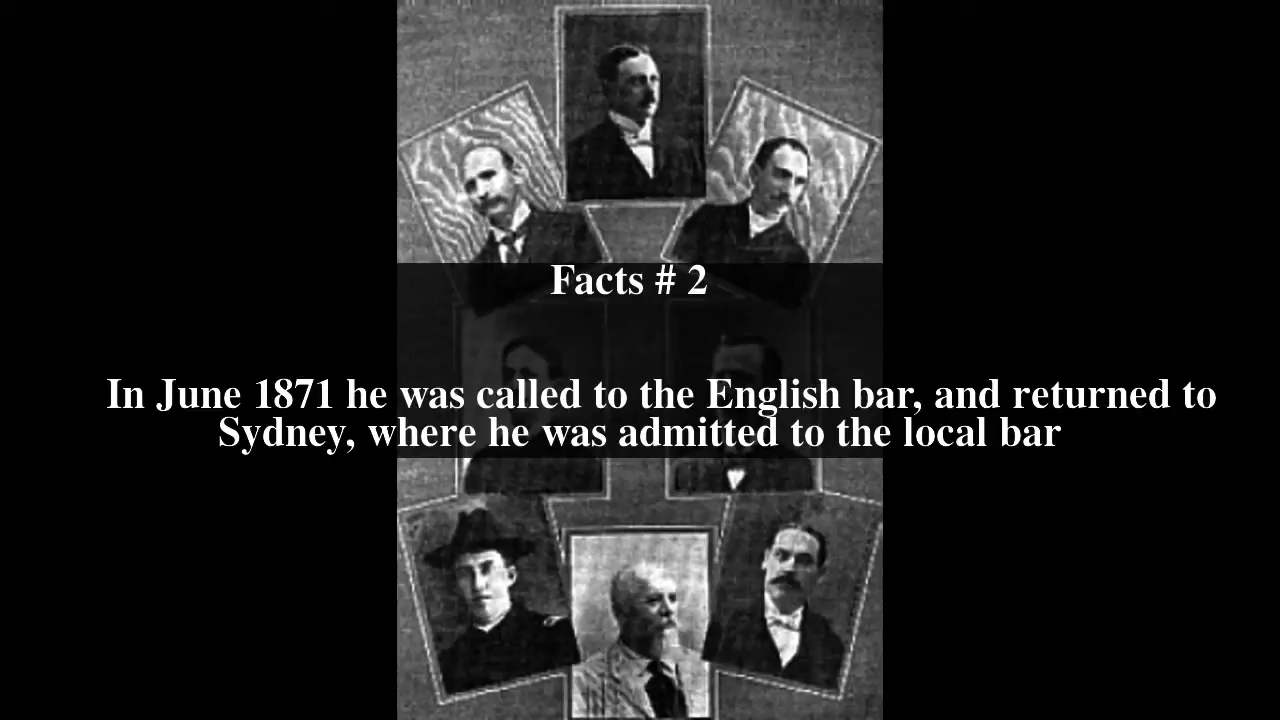 Facts # 2
In June 1871 he was called to the English bar, and returned to
Sydney, where he was admitted to the local bar